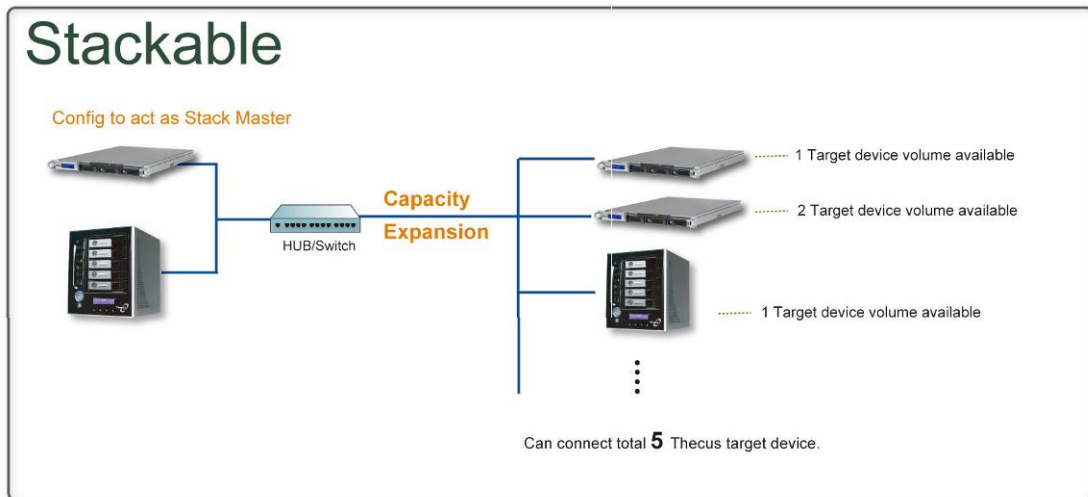 Stackable
Config to act as Stack Master
HUB/Switch
Capacity
Expansion
1 Target device volume available
2 Target device volume available
1 Target device volume available
Can connect total 5 Thecus target device.